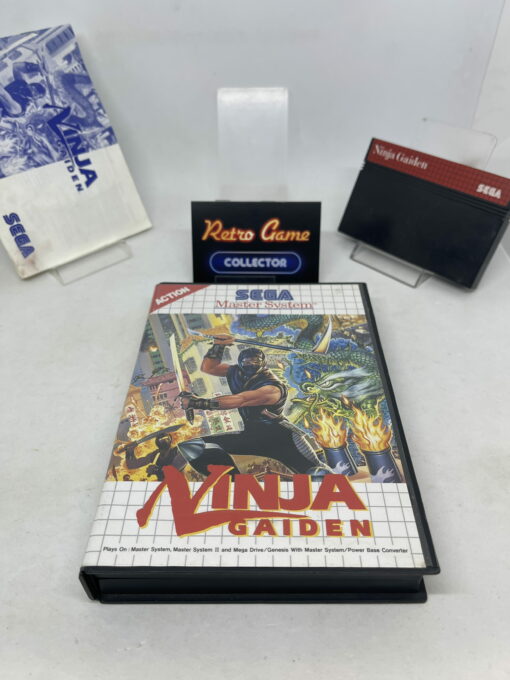 NINJA
GAIDEN
SEGA
Ninja Gaiden
SEGA
Retro Game
COLLECTOR
ACTION
SEGA
Master System
NINJA
GAIDEN
Plays On : Master System, Master System II and Mega Drive/Genesis With Master System/Power Base Converter